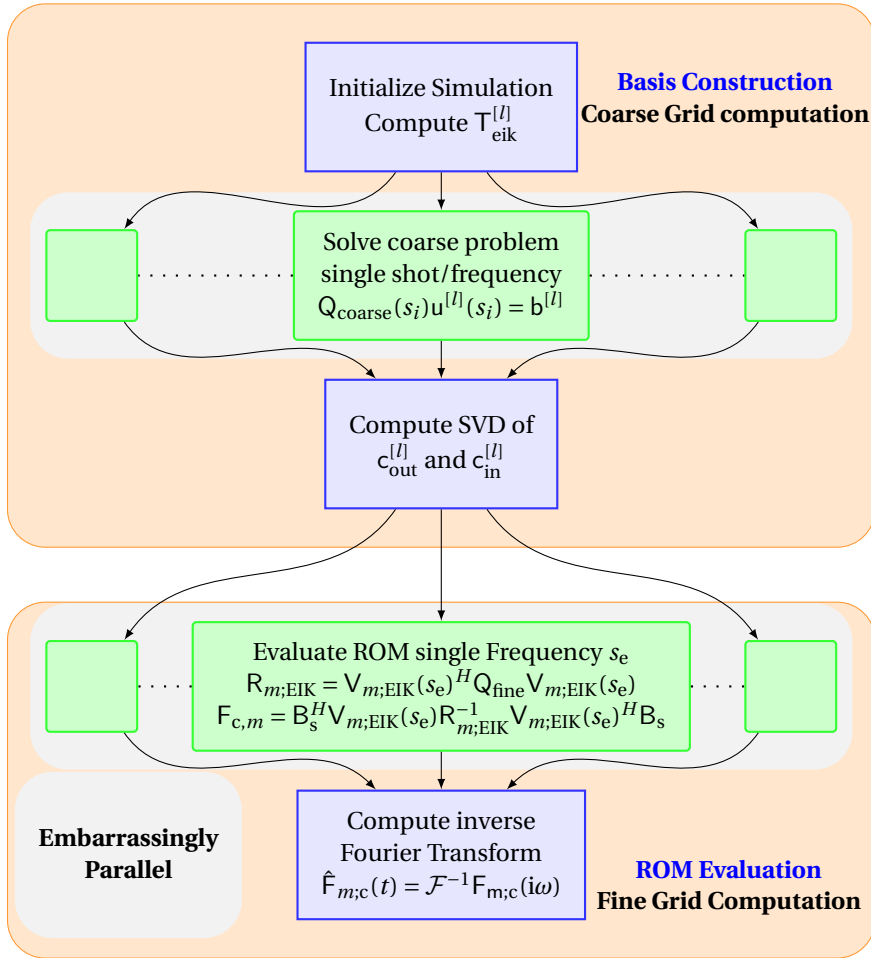 Initialize Simulation
Compute T_eik^[l]
Basis Construction
Coarse Grid computation
Solve coarse problem
single shot/frequency
Q_coarse(s_i)u^[l](s_i) = b^[l]
Compute SVD of
c_out^[l] and c_in^[l]
Evaluate ROM single Frequency s_e
R_m;EIK = V_m;EIK(s_e)^H Q_fine V_m;EIK(s_e)
F_c,m = B_s^H V_m;EIK(s_e) R_m;EIK^-1 V_m;EIK(s_e)^H B_s
Embarrassingly
Parallel
Compute inverse
Fourier Transform
F̂_m;c(t) = ℱ^-1 F_m;c(iω)
ROM Evaluation
Fine Grid Computation